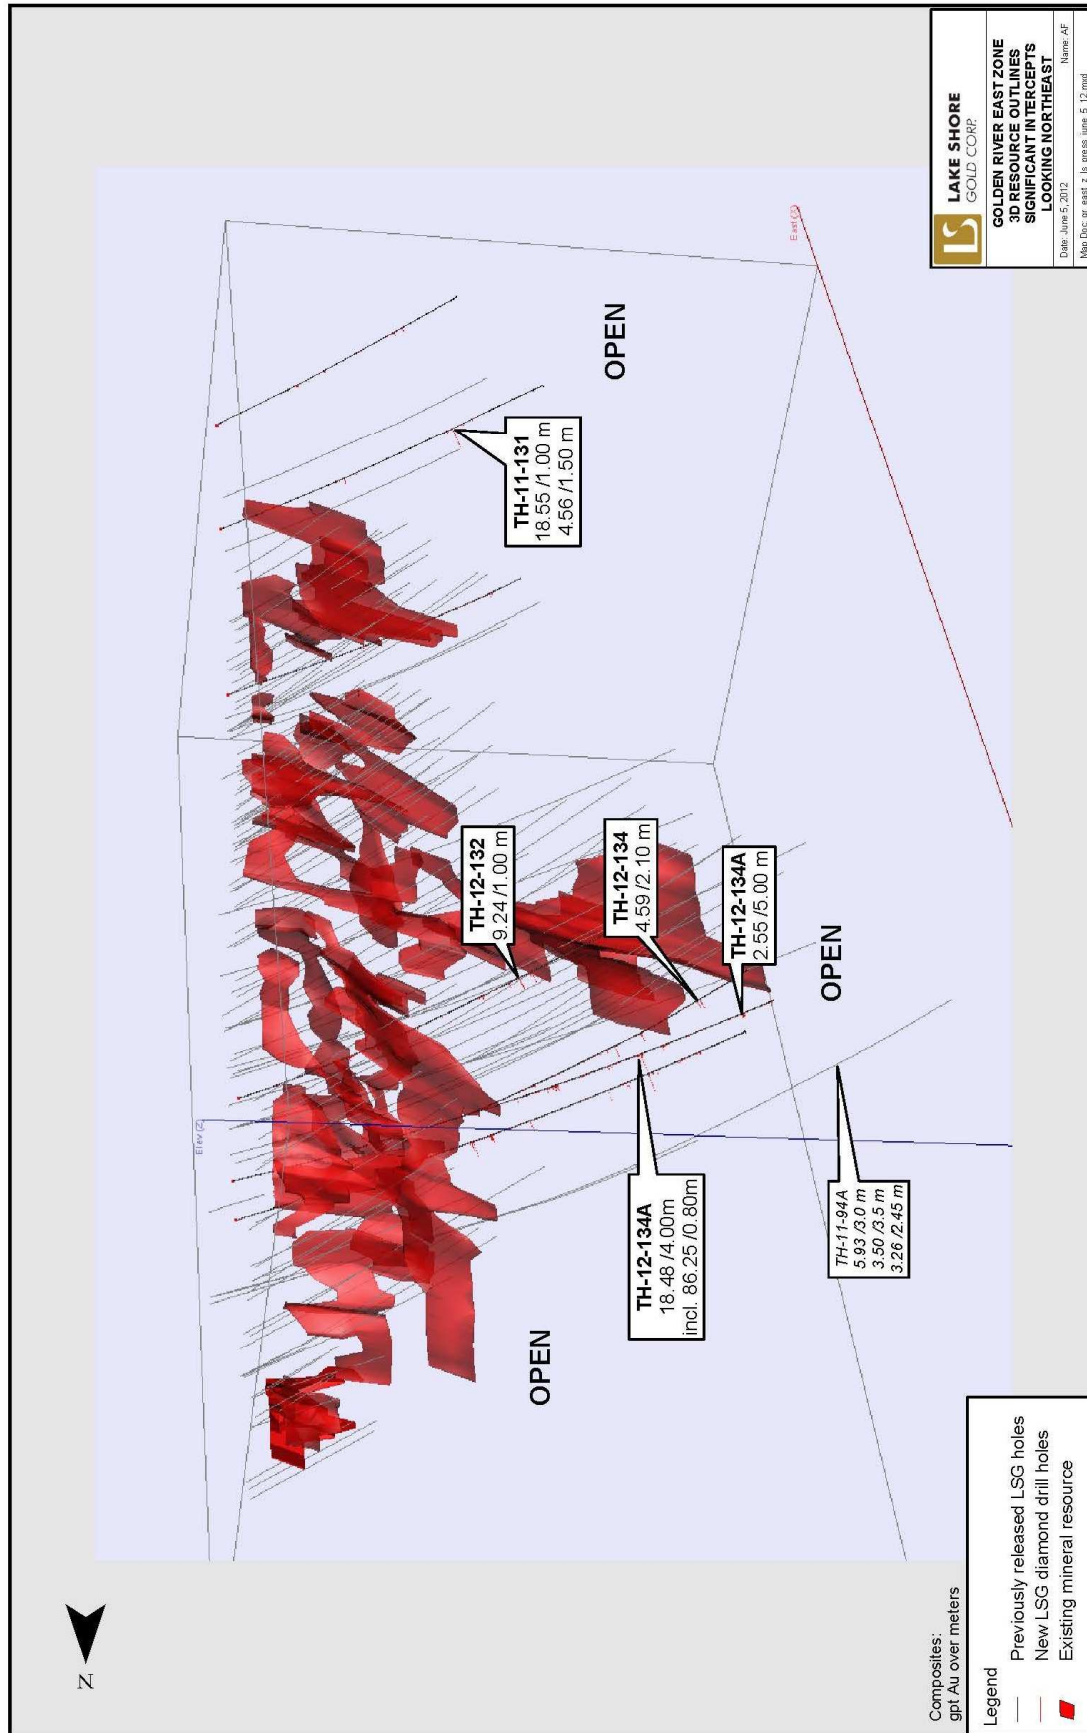 N
Elev (Z)
East (X)
TH-11-131
18.55 /1.00 m
4.56 /1.50 m
OPEN
TH-12-132
9.24 /1.00 m
TH-12-134
4.59 /2.10 m
TH-12-134A
2.55 /5.00 m
OPEN
TH-12-134A
18.48 /4.00m
incl. 86.25 /0.80m
TH-11-94A
5.93 /3.0 m
3.50 /3.5 m
3.26 /2.45 m
OPEN
Composites:
gpt Au over meters
Legend
Previously released LSG holes
New LSG diamond drill holes
Existing mineral resource
LS
LAKE SHORE
GOLD CORP.
GOLDEN RIVER EAST ZONE
3D RESOURCE OUTLINES
SIGNIFICANT INTERCEPTS
LOOKING NORTHEAST
Date: June 5, 2012 Name: AF
Map Doc: gr_east_z_ls_press_june_5_12.mxd